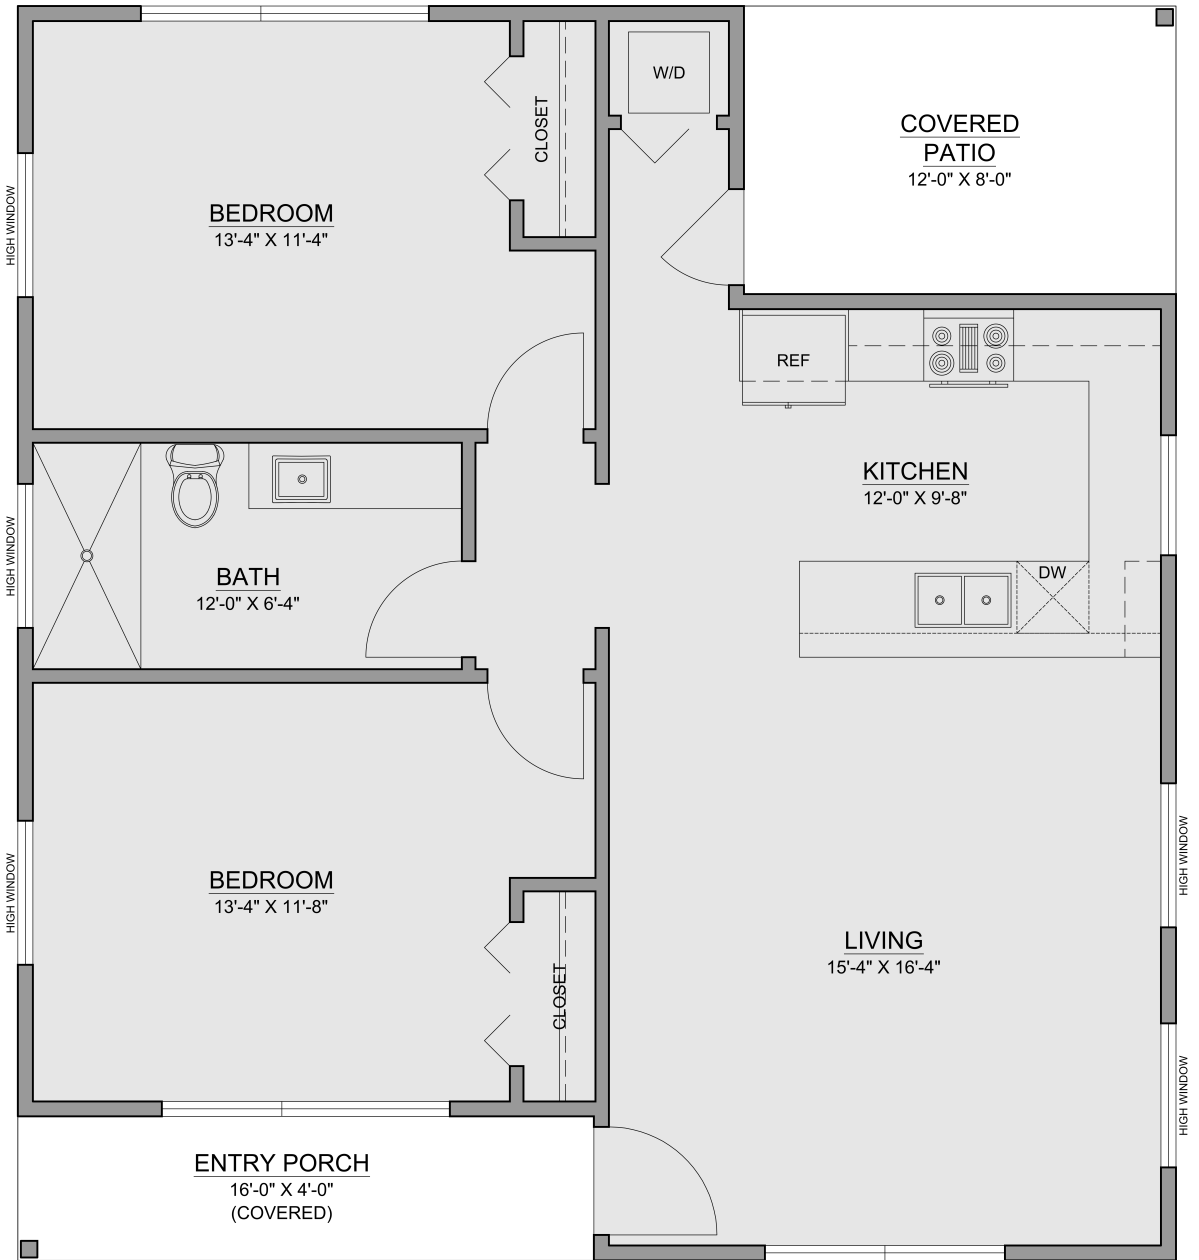 W/D
CLOSET
COVERED
PATIO
12'-0" X 8'-0"
HIGH WINDOW
BEDROOM
13'-4" X 11'-4"
REF
KITCHEN
12'-0" X 9'-8"
HIGH WINDOW
BATH
12'-0" X 6'-4"
DW
HIGH WINDOW
BEDROOM
13'-4" X 11'-8"
HIGH WINDOW
LIVING
15'-4" X 16'-4"
CLOSET
HIGH WINDOW
ENTRY PORCH
16'-0" X 4'-0"
(COVERED)